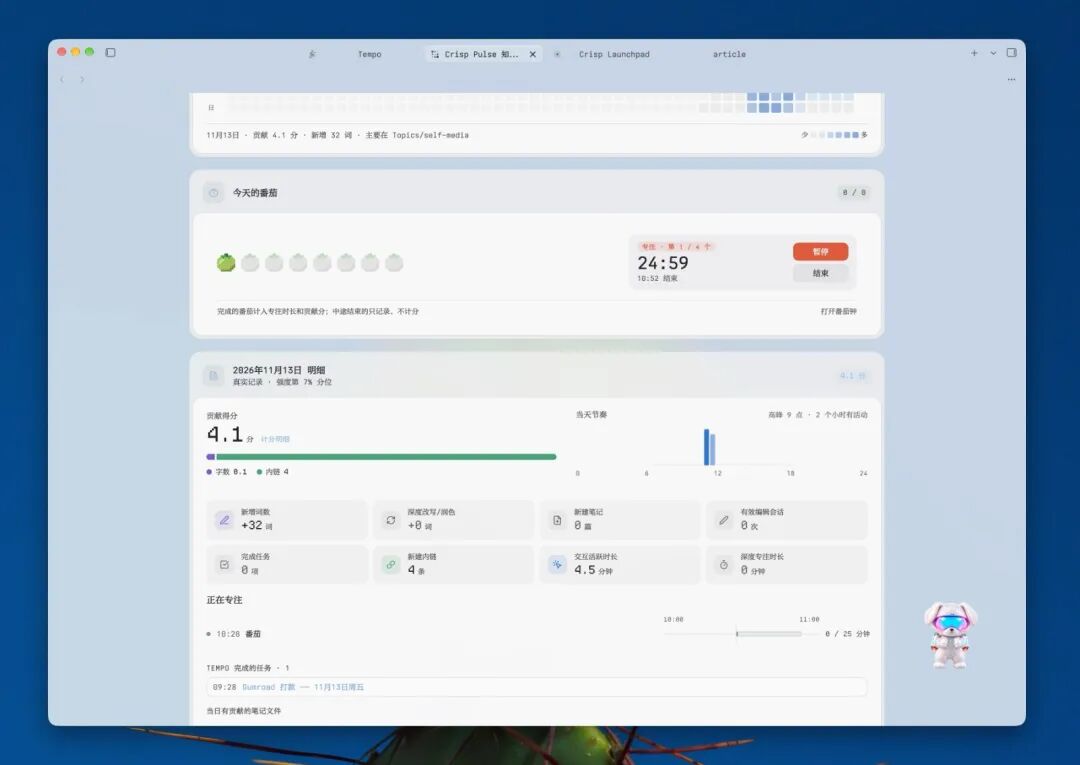 Tempo
Crisp Pulse 知...
Crisp Launchpad
article
日
11月13日 · 贡献 4.1 分 · 新增 32 词 · 主要在 Topics/self-media
少
多
今天的番茄
0 / 8
专注 · 第 1 / 4 个
24:59
10:52 结束
暂停
结束
完成的番茄计入专注时长和贡献分；中途结束的只记录、不计分
打开番茄钟
2026年11月13日 明细
真实记录 · 强度第 7% 分位
4.1 分
贡献得分
4.1 分 计分明细
字数 0.1
内链 4
当天节奏
高峰 9 点 · 2 个小时有活动
0 6 12 18 24
新增词数
+32 词
深度改写/润色
+0 词
新建笔记
0 篇
有效编辑会话
0 次
完成任务
0 项
新建内链
4 条
交互活跃时长
4.5 分钟
深度专注时长
0 分钟
正在专注
10:28 番茄
10:00
11:00
0 / 25 分钟
TEMPO 完成的任务 · 1
09:28 Gumroad 打款 —— 11月13日周五
当日有贡献的笔记文件